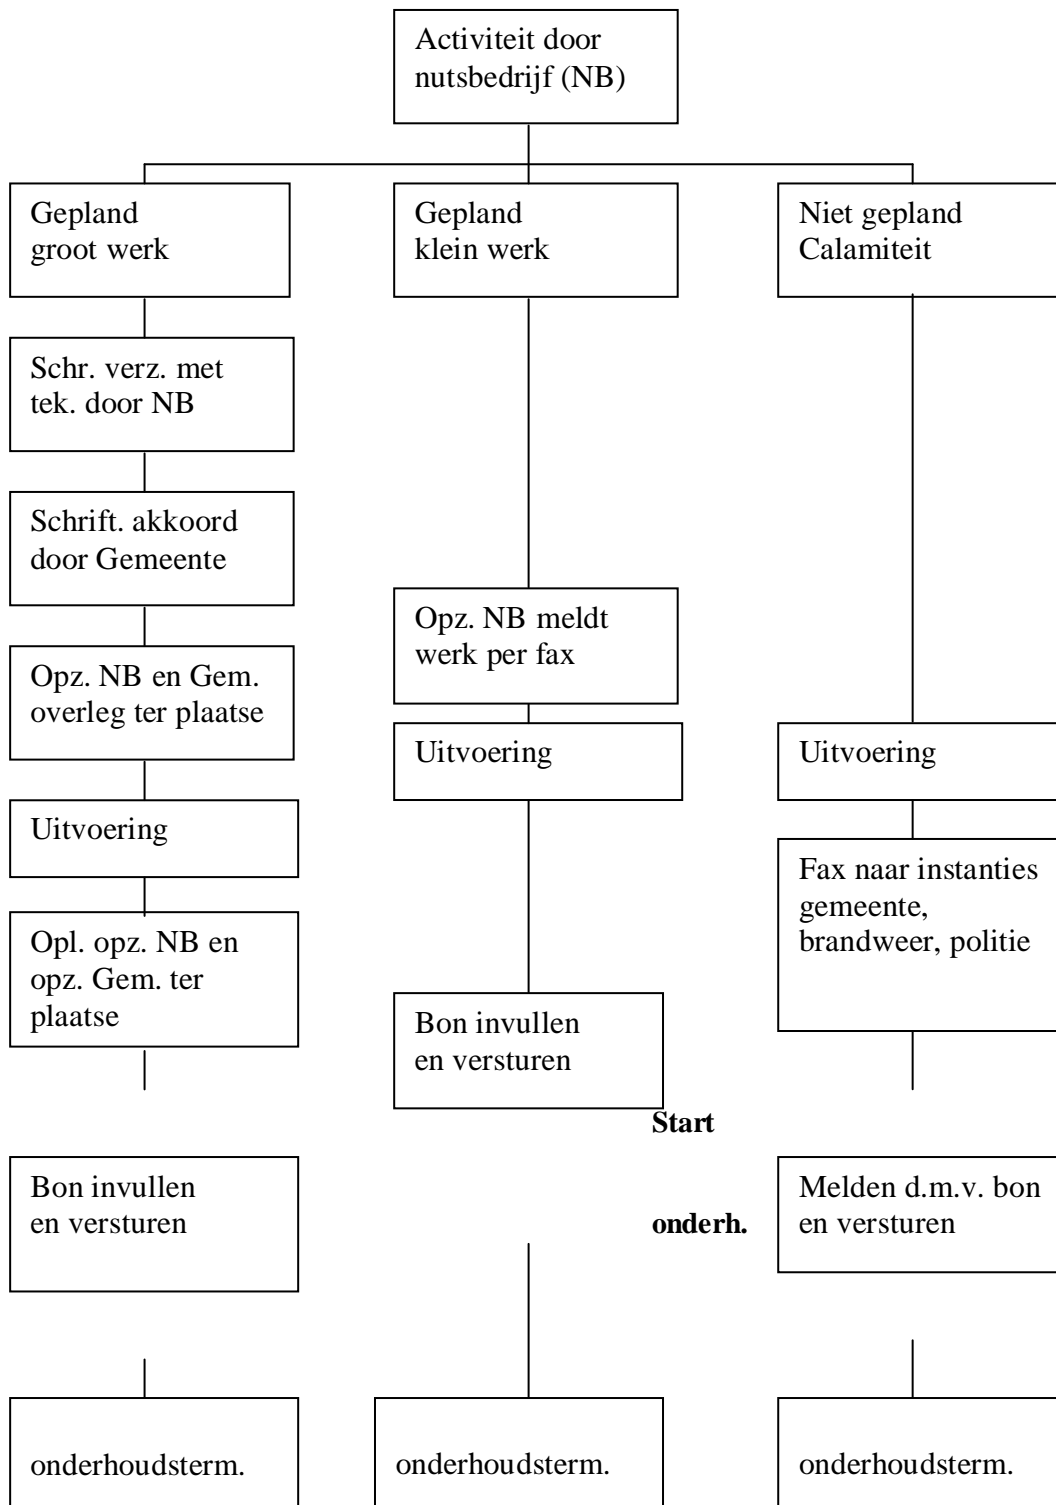 Activiteit door
nutsbedrijf (NB)
Gepland
groot werk
Gepland
klein werk
Niet gepland
Calamiteit
Schr. verz. met
tek. door NB
Schrift. akkoord
door Gemeente
Opz. NB meldt
werk per fax
Opz. NB en Gem.
overleg ter plaatse
Uitvoering
Uitvoering
Uitvoering
Fax naar instanties
gemeente,
brandweer, politie
Opl. opz. NB en
opz. Gem. ter
plaatse
Bon invullen
en versturen
Start
Bon invullen
en versturen
onderh.
Melden d.m.v. bon
en versturen
onderhoudsterm.
onderhoudsterm.
onderhoudsterm.